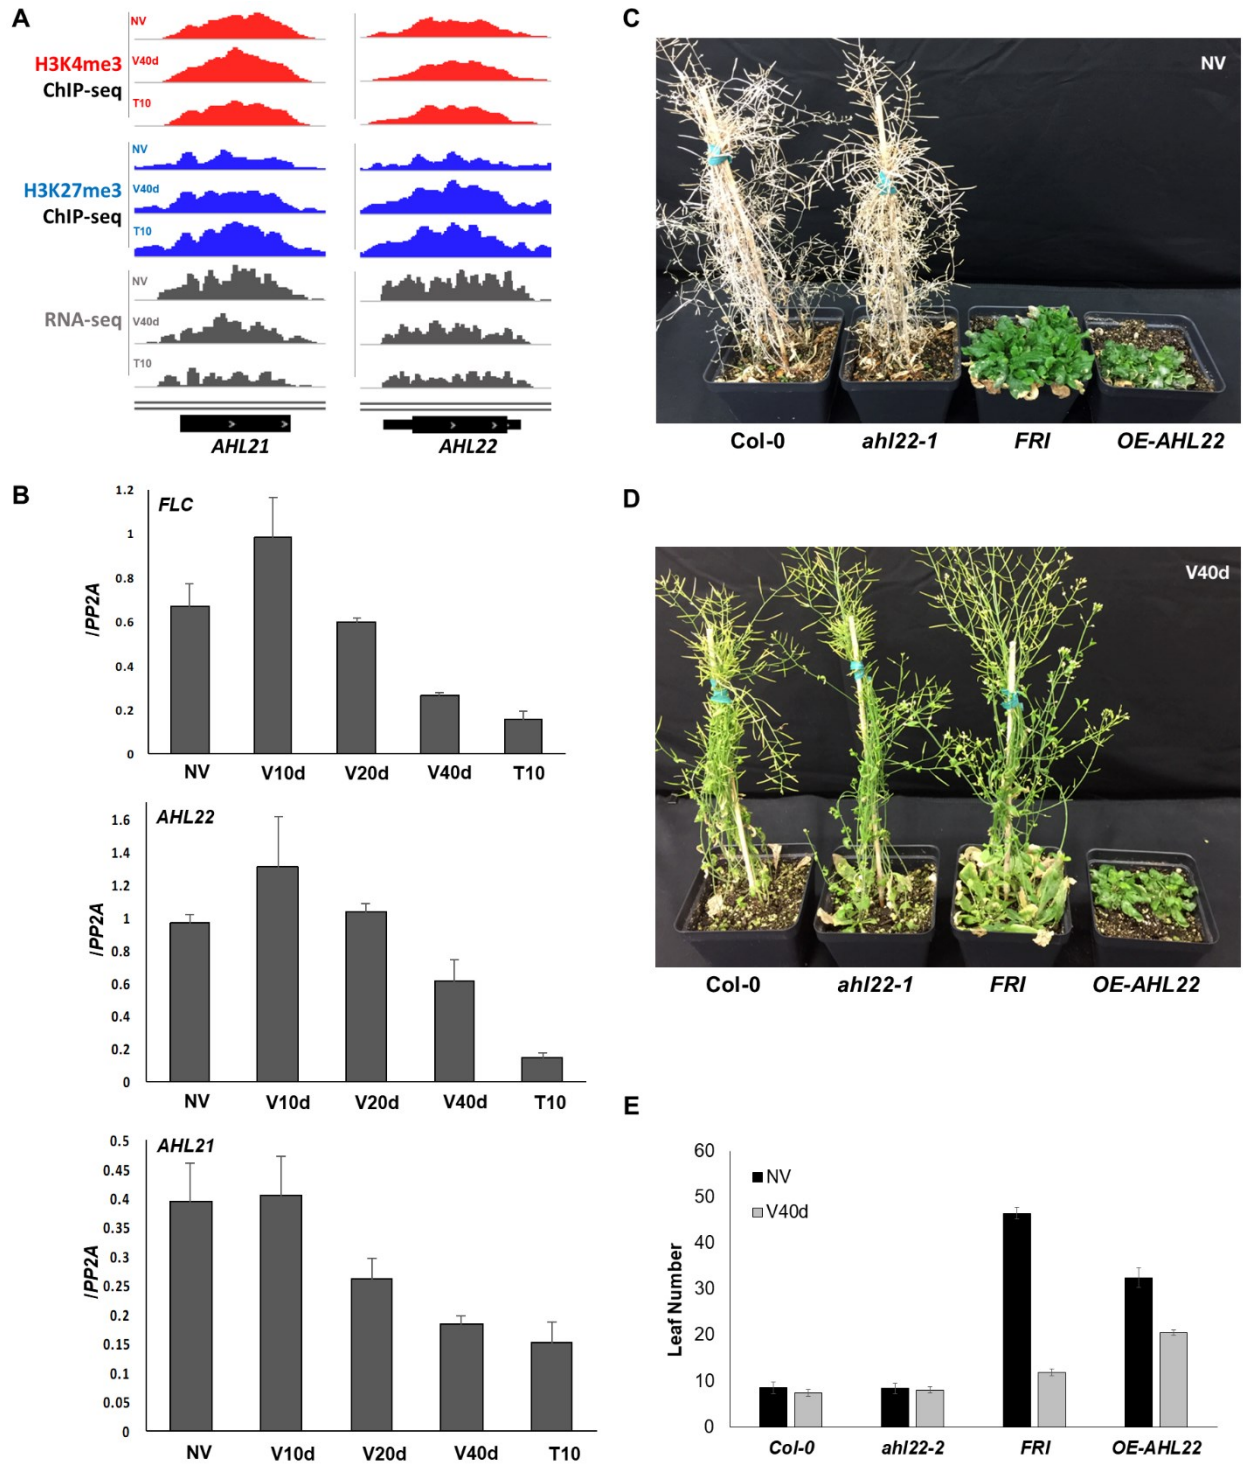 A
NV
H3K4me3
V40d
ChIP-seq
T10
NV
H3K27me3
V40d
ChIP-seq
T10
NV
RNA-seq
V40d
T10
AHL21
AHL22
B
FLC
/PP2A
1.2
1
0.8
0.6
0.4
0.2
0
NV V10d V20d V40d T10
AHL22
/PP2A
1.6
1.4
1.2
1
0.8
0.6
0.4
0.2
0
NV V10d V20d V40d T10
AHL21
/PP2A
0.5
0.45
0.4
0.35
0.3
0.25
0.2
0.15
0.1
0.05
0
NV V10d V20d V40d T10
C
NV
Col-0 ahl22-1 FRI OE-AHL22
D
V40d
Col-0 ahl22-1 FRI OE-AHL22
E
Leaf Number
60
50
40
30
20
10
0
NV
V40d
Col-0 ahl22-2 FRI OE-AHL22